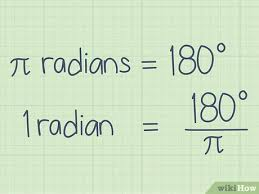 π radians = 180°
1 radian = 180°/π
wikiHow